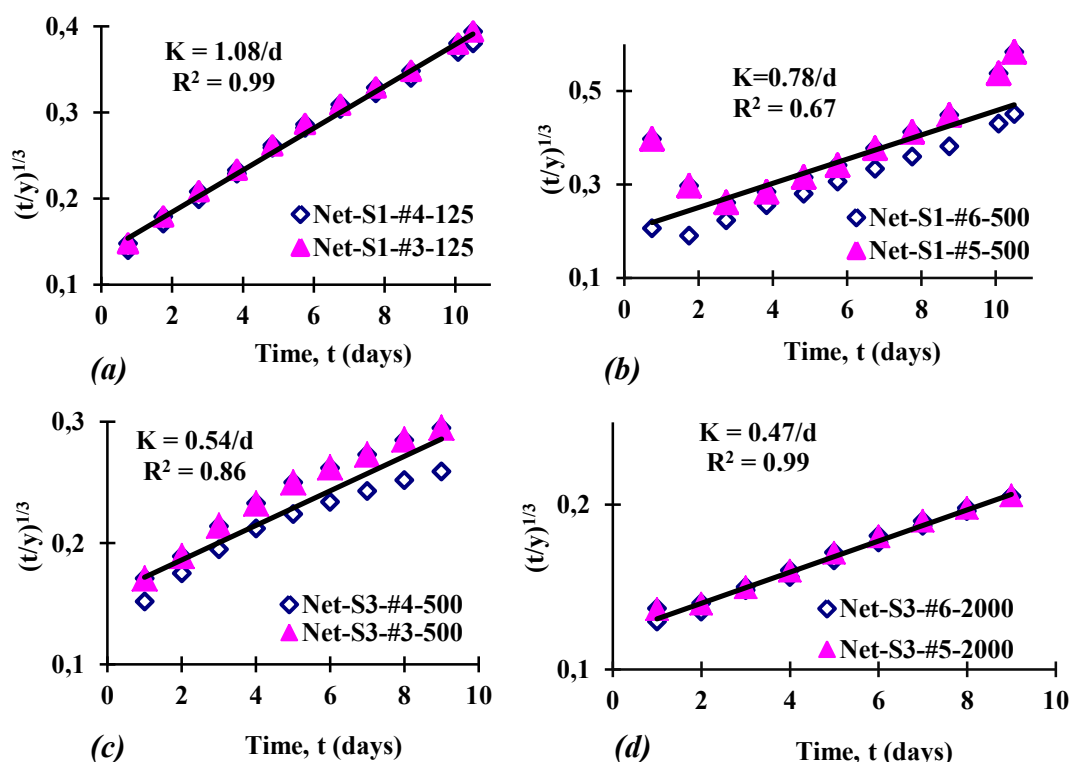 (a)
0,4
0,3
0,2
0,1
(t/y)^{1/3}
K = 1.08/d
R² = 0.99
Net-S1-#4-125
Net-S1-#3-125
0 2 4 6 8 10
Time, t (days)
(b)
0,5
0,3
0,1
(t/y)^{1/3}
K=0.78/d
R² = 0.67
Net-S1-#6-500
Net-S1-#5-500
0 2 4 6 8 10
Time, t (days)
(c)
0,3
0,2
0,1
(t/y)^{1/3}
K = 0.54/d
R² = 0.86
Net-S3-#4-500
Net-S3-#3-500
0 2 4 6 8 10
Time, t (days)
(d)
0,2
0,1
(t/y)^{1/3}
K = 0.47/d
R² = 0.99
Net-S3-#6-2000
Net-S3-#5-2000
0 2 4 6 8 10
Time, t (days)